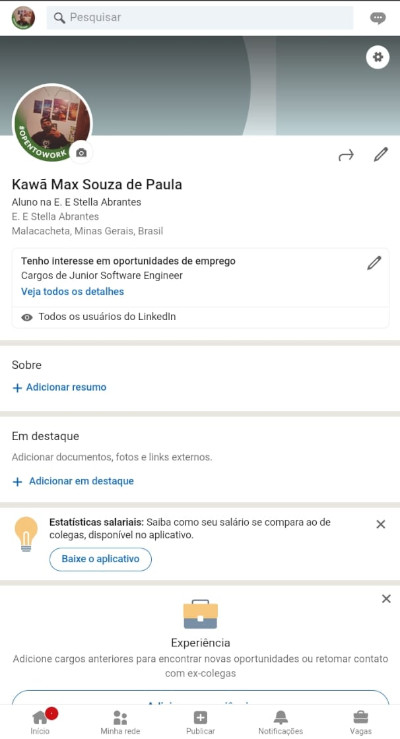 Pesquisar
#OPENTOWORK
Kawã Max Souza de Paula
Aluno na E. E Stella Abrantes
E. E Stella Abrantes
Malacacheta, Minas Gerais, Brasil
Tenho interesse em oportunidades de emprego
Cargos de Junior Software Engineer
Veja todos os detalhes
Todos os usuários do LinkedIn
Sobre
+ Adicionar resumo
Em destaque
Adicionar documentos, fotos e links externos.
+ Adicionar em destaque
Estatísticas salariais: Saiba como seu salário se compara ao de
colegas, disponível no aplicativo.
Baixe o aplicativo
Experiência
Adicione cargos anteriores para encontrar novas oportunidades ou retomar contato
com ex-colegas
Início
Minha rede
Publicar
Notificações
Vagas